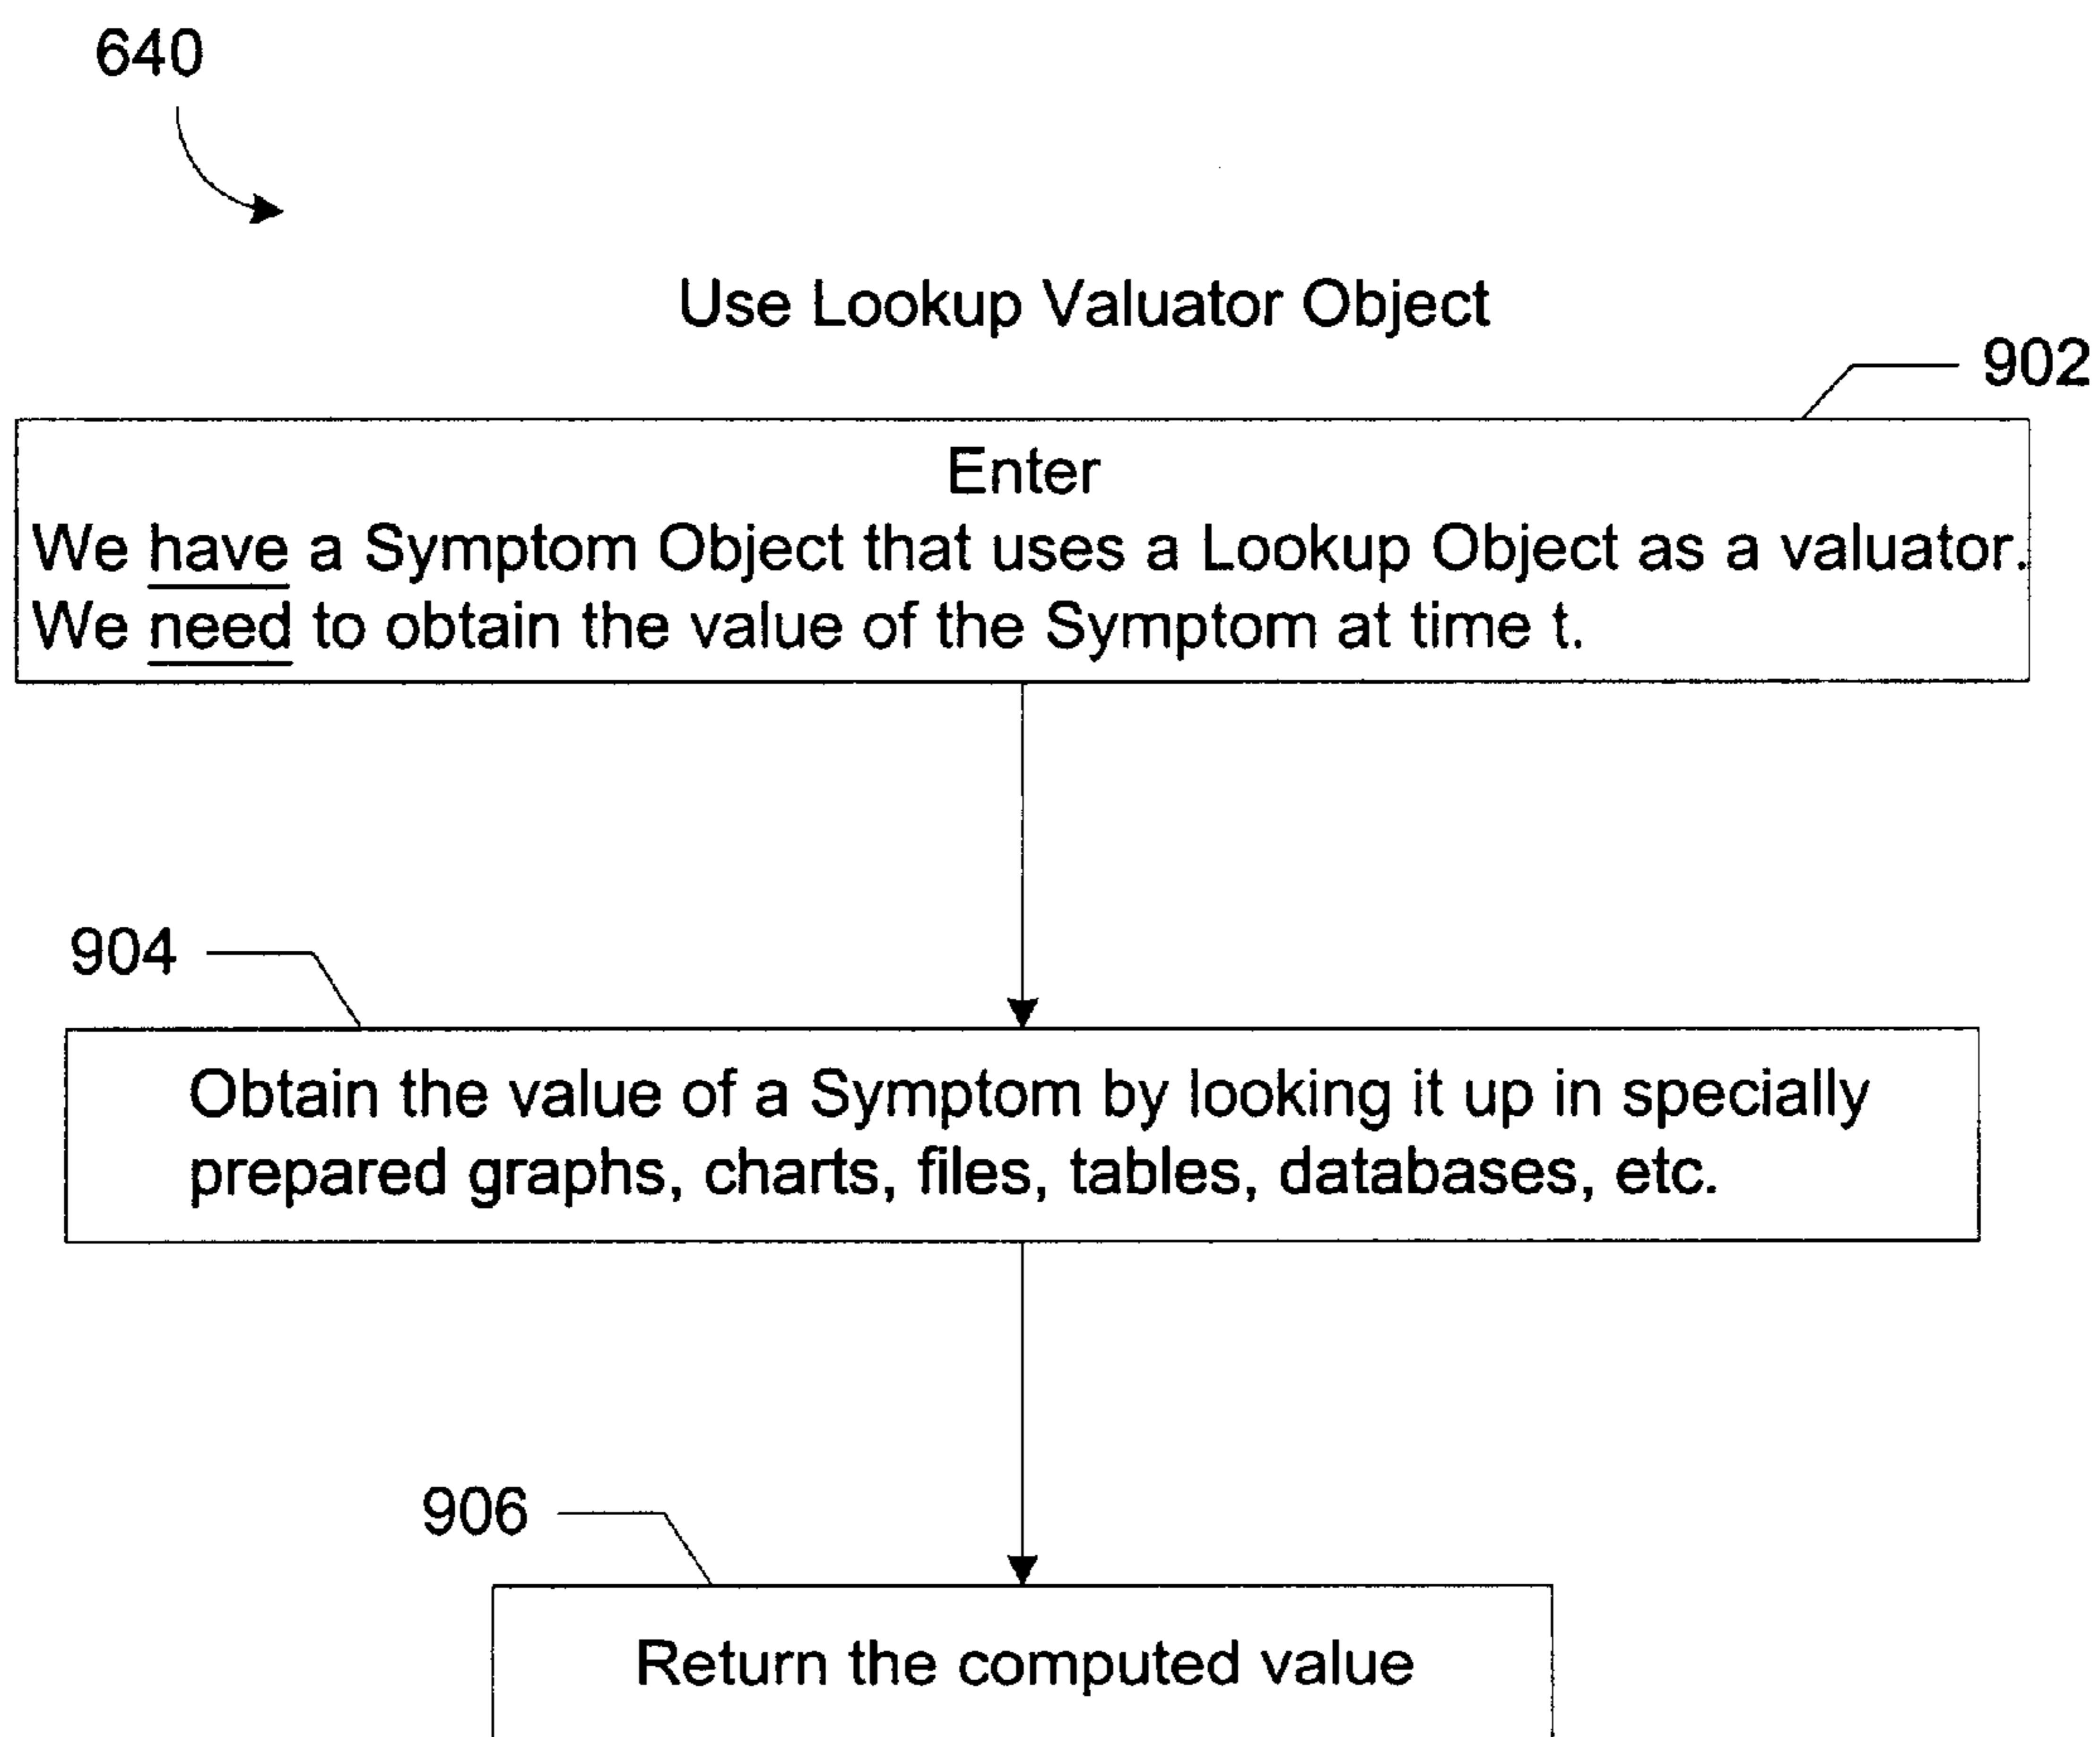 640
Use Lookup Valuator Object
902
Enter
We have a Symptom Object that uses a Lookup Object as a valuator.
We need to obtain the value of the Symptom at time t.
904
Obtain the value of a Symptom by looking it up in specially
prepared graphs, charts, files, tables, databases, etc.
906
Return the computed value